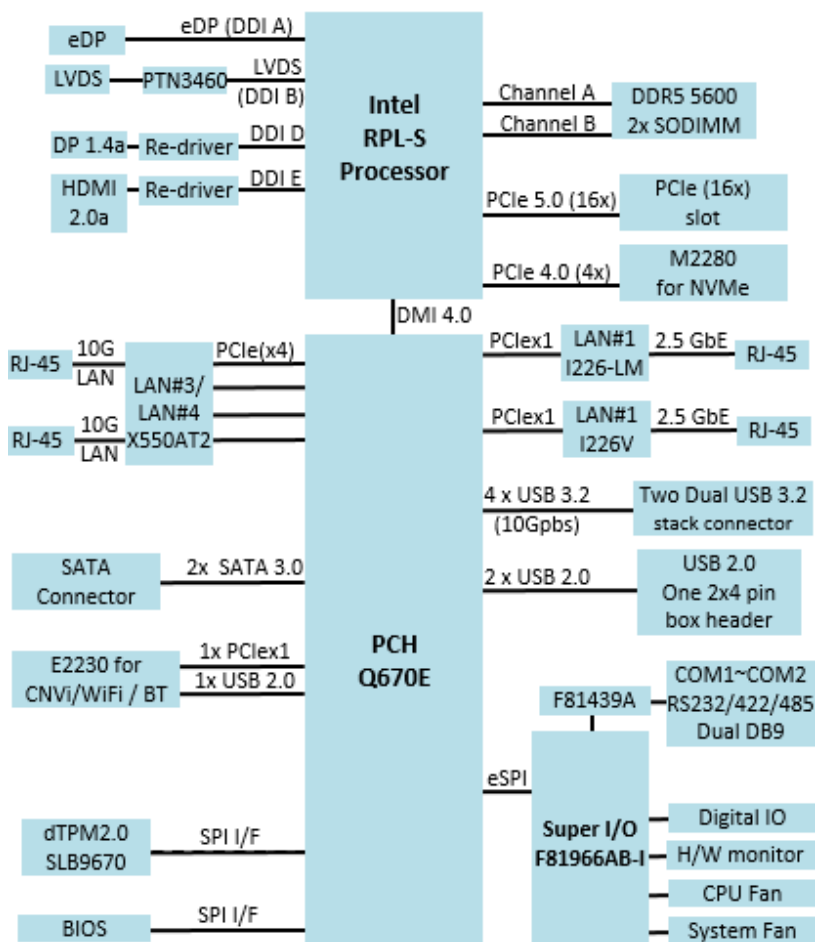 eDP
eDP (DDI A)
LVDS
PTN3460
LVDS
(DDI B)
DP 1.4a
Re-driver
DDI D
HDMI
2.0a
Re-driver
DDI E
Intel
RPL-S
Processor
Channel A
Channel B
DDR5 5600
2x SODIMM
PCIe 5.0 (16x)
PCIe (16x)
slot
PCIe 4.0 (4x)
M2280
for NVMe
DMI 4.0
RJ-45
10G
LAN
RJ-45
10G
LAN
LAN#3/
LAN#4
X550AT2
PCIe(x4)
PCIex1
LAN#1
I226-LM
2.5 GbE
RJ-45
PCIex1
LAN#1
I226V
2.5 GbE
RJ-45
4 x USB 3.2
(10Gpbs)
Two Dual USB 3.2
stack connector
SATA
Connector
2x SATA 3.0
2 x USB 2.0
USB 2.0
One 2x4 pin
box header
PCH
Q670E
E2230 for
CNVi/WiFi / BT
1x PCIex1
1x USB 2.0
F81439A
COM1~COM2
RS232/422/485
Dual DB9
eSPI
Super I/O
F81966AB-I
Digital IO
H/W monitor
CPU Fan
System Fan
dTPM2.0
SLB9670
SPI I/F
BIOS
SPI I/F